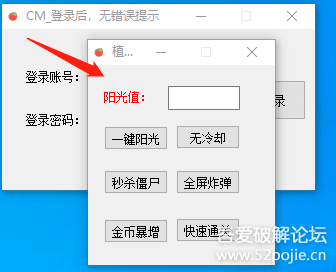 CM_登录后，无错误提示
植...
登录账号：
阳光值：
录
登录密码：
一键阳光
无冷却
秒杀僵尸
全屏炸弹
金币暴增
快速通关
吾爱破解论坛
www.52pojie.cn